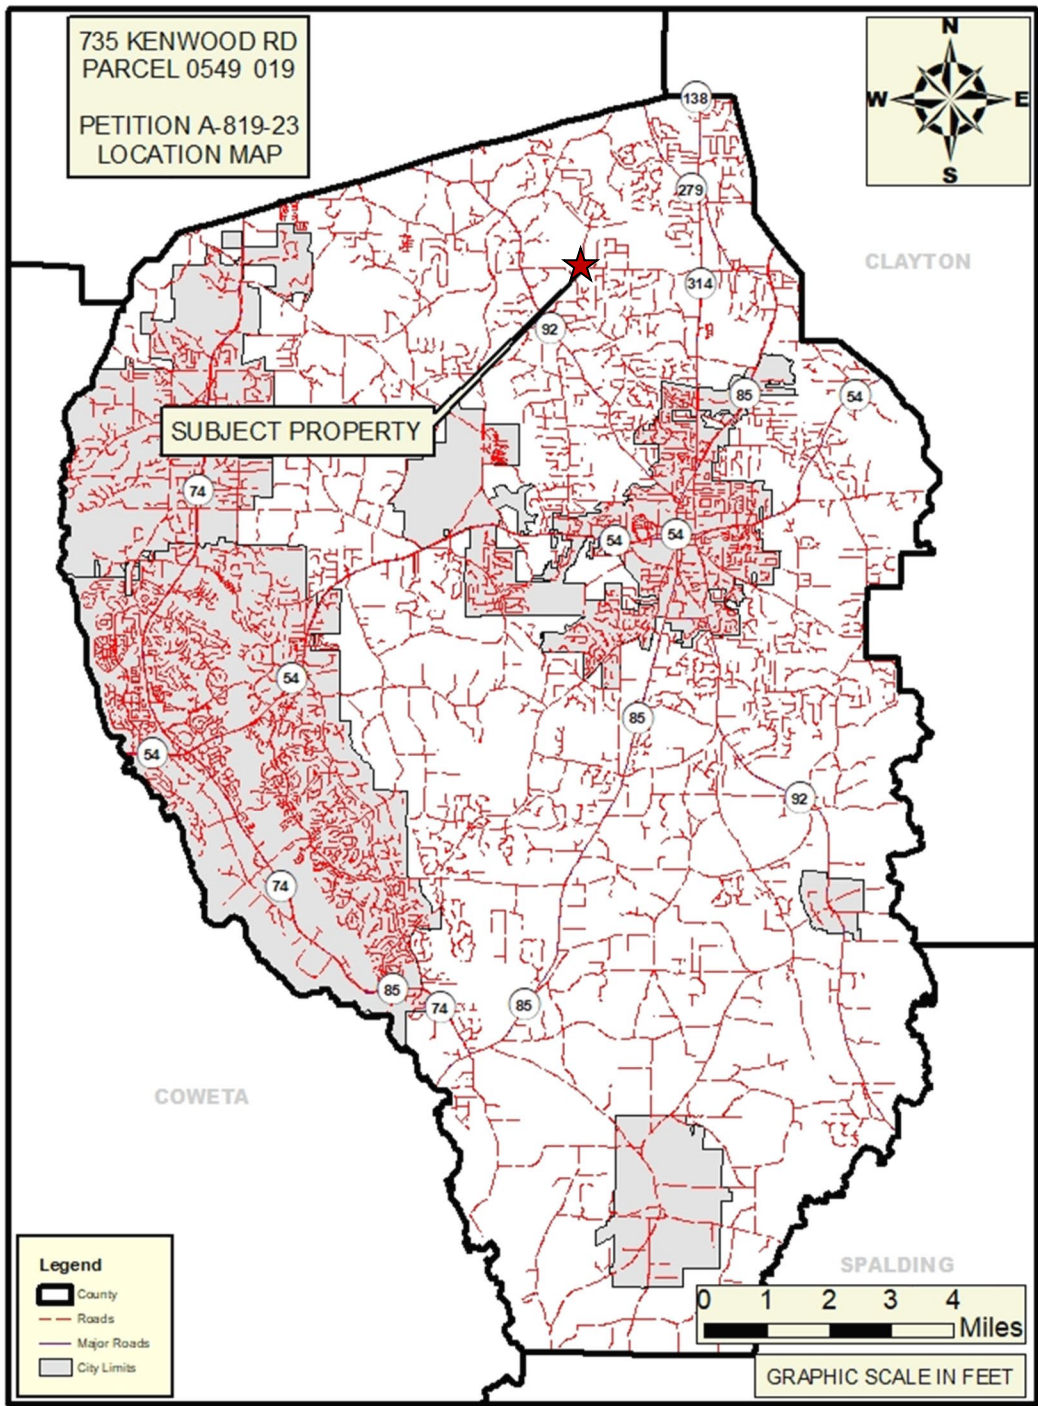 735 KENWOOD RD
PARCEL 0549 019
PETITION A-819-23
LOCATION MAP
N
W
E
S
138
279
CLAYTON
314
92
85
54
SUBJECT PROPERTY
74
54
54
54
85
54
92
74
85
74
85
COWETA
SPALDING
Legend
County
Roads
Major Roads
City Limits
0 1 2 3 4
Miles
GRAPHIC SCALE IN FEET